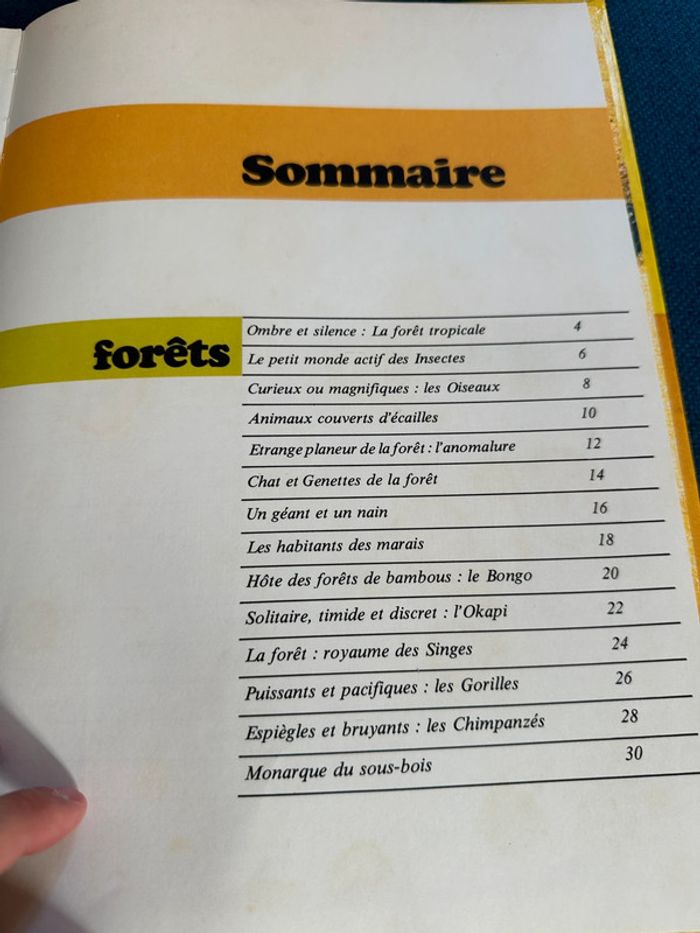 Sommaire
forêts
Ombre et silence : La forêt tropicale 4
Le petit monde actif des Insectes 6
Curieux ou magnifiques : les Oiseaux 8
Animaux couverts d'écailles 10
Etrange planeur de la forêt : l'anomalure 12
Chat et Genettes de la forêt 14
Un géant et un nain 16
Les habitants des marais 18
Hôte des forêts de bambous : le Bongo 20
Solitaire, timide et discret : l'Okapi 22
La forêt : royaume des Singes 24
Puissants et pacifiques : les Gorilles 26
Espiègles et bruyants : les Chimpanzés 28
Monarque du sous-bois 30